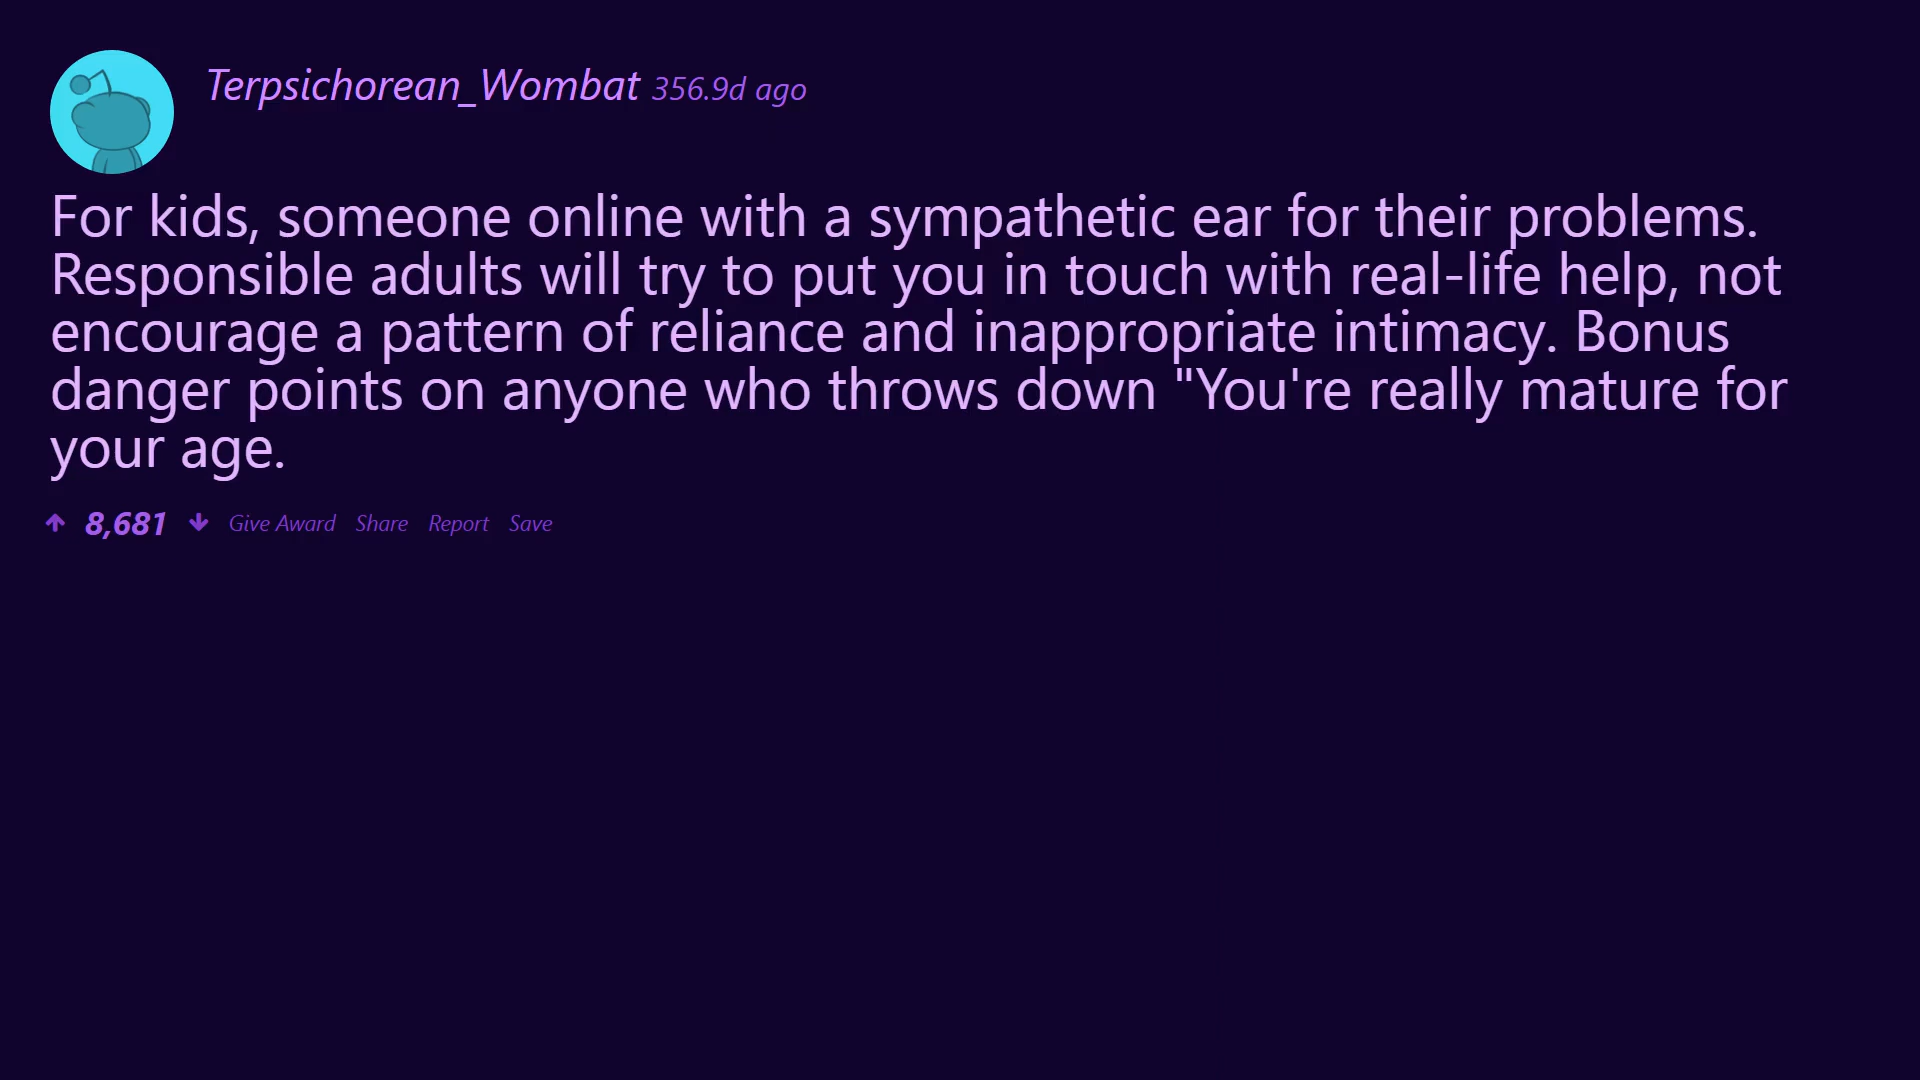 Terpsichorean_Wombat 356.9d ago
For kids, someone online with a sympathetic ear for their problems.
Responsible adults will try to put you in touch with real-life help, not
encourage a pattern of reliance and inappropriate intimacy. Bonus
danger points on anyone who throws down "You're really mature for
your age.
8,681 Give Award Share Report Save